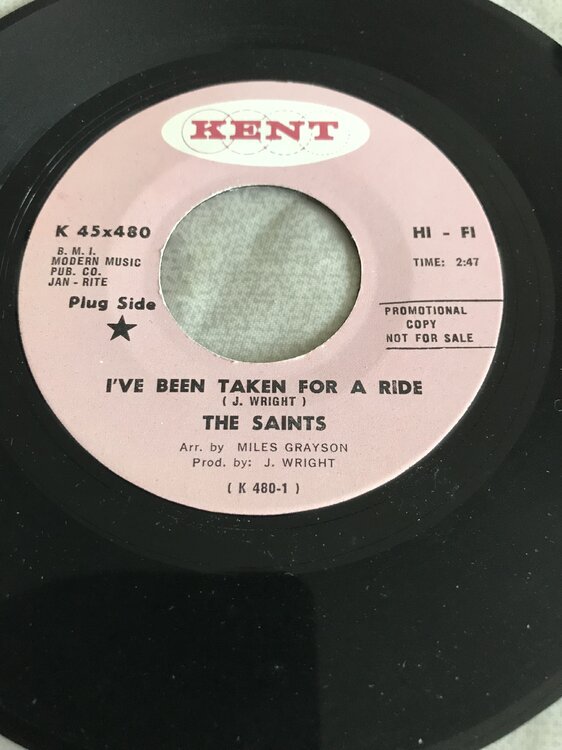 KENT
K 45x480
B. M. I.
MODERN MUSIC
PUB. CO.
JAN - RITE
Plug Side
HI - FI
TIME: 2:47
PROMOTIONAL
COPY
NOT FOR SALE
I'VE BEEN TAKEN FOR A RIDE
( J. WRIGHT )
THE SAINTS
Arr. by MILES GRAYSON
Prod. by: J. WRIGHT
( K 480-1 )